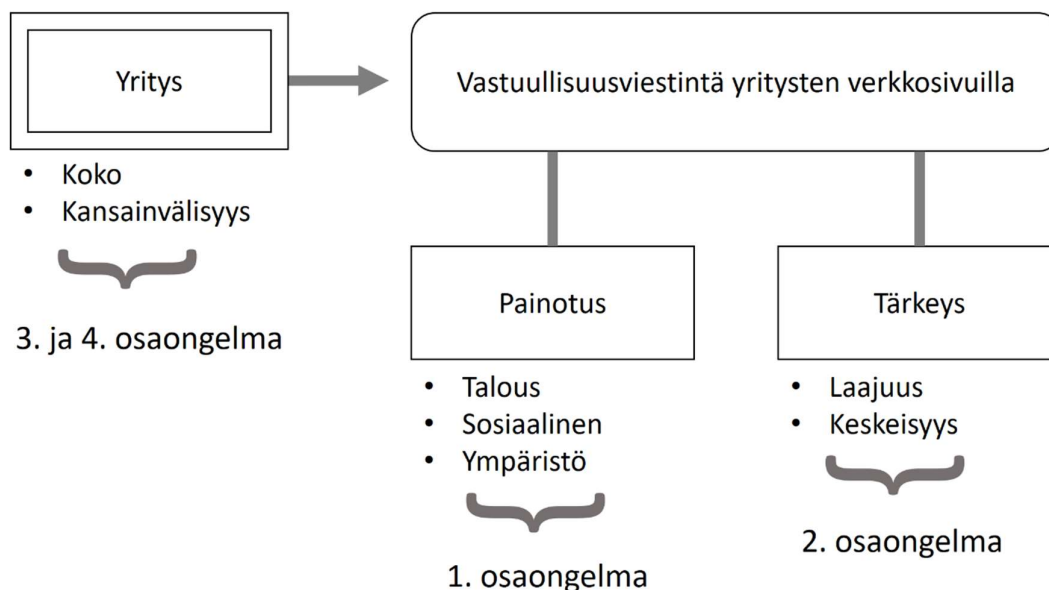 Yritys
Vastuullisuusviestintä yritysten verkkosivuilla
• Koko
• Kansainvälisyys
3. ja 4. osaongelma
Painotus
• Talous
• Sosiaalinen
• Ympäristö
1. osaongelma
Tärkeys
• Laajuus
• Keskeisyys
2. osaongelma